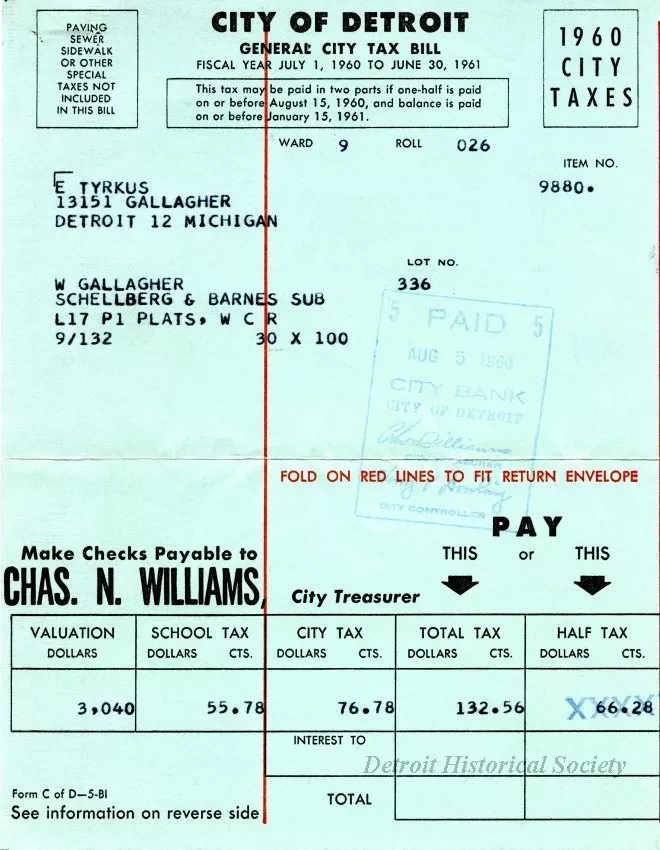 PAVING
SEWER
SIDEWALK
OR OTHER
SPECIAL
TAXES NOT
INCLUDED
IN THIS BILL
CITY OF DETROIT
GENERAL CITY TAX BILL
FISCAL YEAR JULY 1, 1960 TO JUNE 30, 1961
This tax may be paid in two parts if one-half is paid
on or before August 15, 1960, and balance is paid
on or before January 15, 1961.
1960
CITY
TAXES
WARD 9 ROLL 026
ITEM NO.
9880.
E TYRKUS
13151 GALLAGHER
DETROIT 12 MICHIGAN
LOT NO.
336
W GALLAGHER
SCHELLBERG & BARNES SUB
L17 P1 PLATS, W C R
9/132 30 X 100
5 PAID 5
AUG 5 1960
CITY BANK
CITY OF DETROIT
CITY CONTROLLER
FOLD ON RED LINES TO FIT RETURN ENVELOPE
PAY
THIS or THIS
Make Checks Payable to
CHAS. N. WILLIAMS, City Treasurer
VALUATION SCHOOL TAX CITY TAX TOTAL TAX HALF TAX
DOLLARS DOLLARS CTS. DOLLARS CTS. DOLLARS CTS. DOLLARS CTS.
3,040 55.78 76.78 132.56 XXXX 66.28
INTEREST TO
Detroit Historical Society
TOTAL
Form C of D—5-BI
See information on reverse side